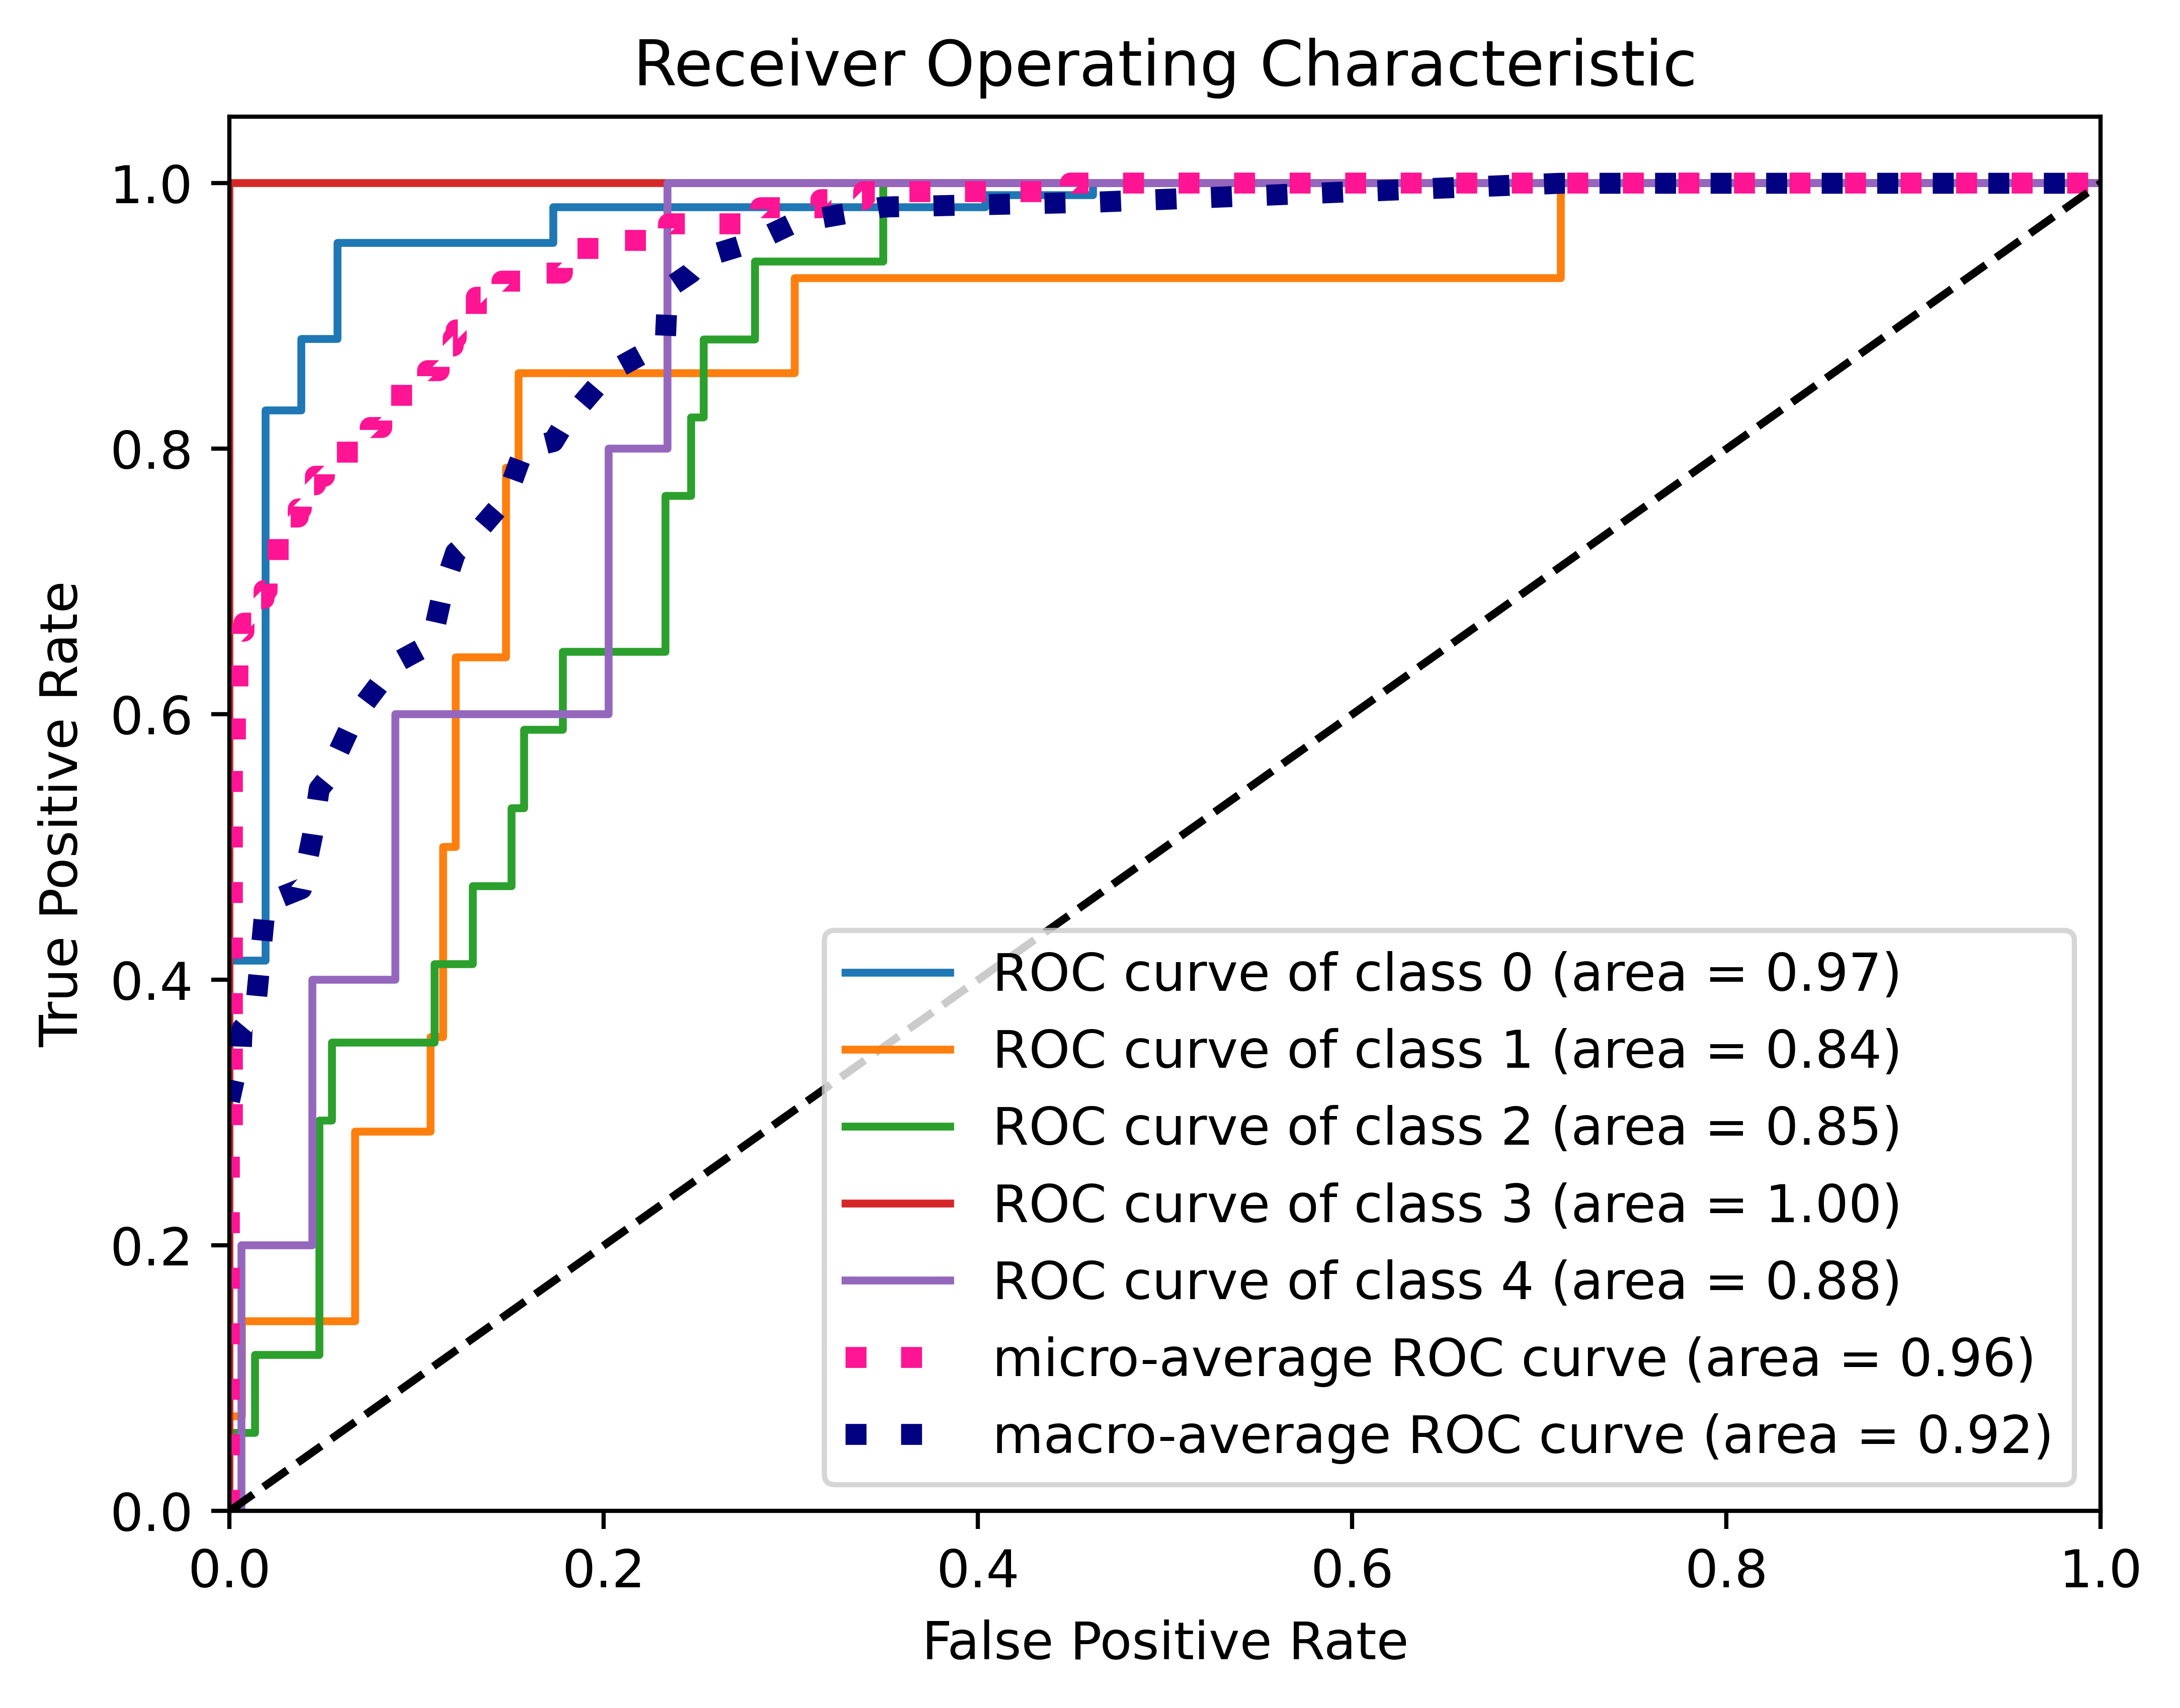 Receiver Operating Characteristic
1.0
0.8
0.6
0.4
0.2
0.0
True Positive Rate
ROC curve of class 0 (area = 0.97)
ROC curve of class 1 (area = 0.84)
ROC curve of class 2 (area = 0.85)
ROC curve of class 3 (area = 1.00)
ROC curve of class 4 (area = 0.88)
micro-average ROC curve (area = 0.96)
macro-average ROC curve (area = 0.92)
0.0 0.2 0.4 0.6 0.8 1.0
False Positive Rate